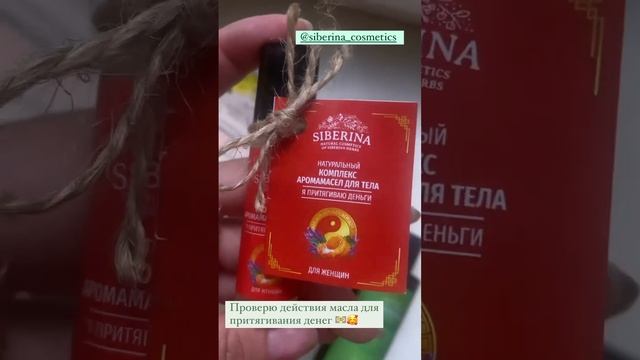 @siberina_cosmetics
SIBERINA
NATURAL COSMETICS
OF SIBERIAN HERBS
НАТУРАЛЬНЫЙ
КОМПЛЕКС
АРОМАМАСЕЛ ДЛЯ ТЕЛА
Я ПРИТЯГИВАЮ ДЕНЬГИ
ДЛЯ ЖЕНЩИН
Проверю действия масла для
притягивания денег 💵🥰